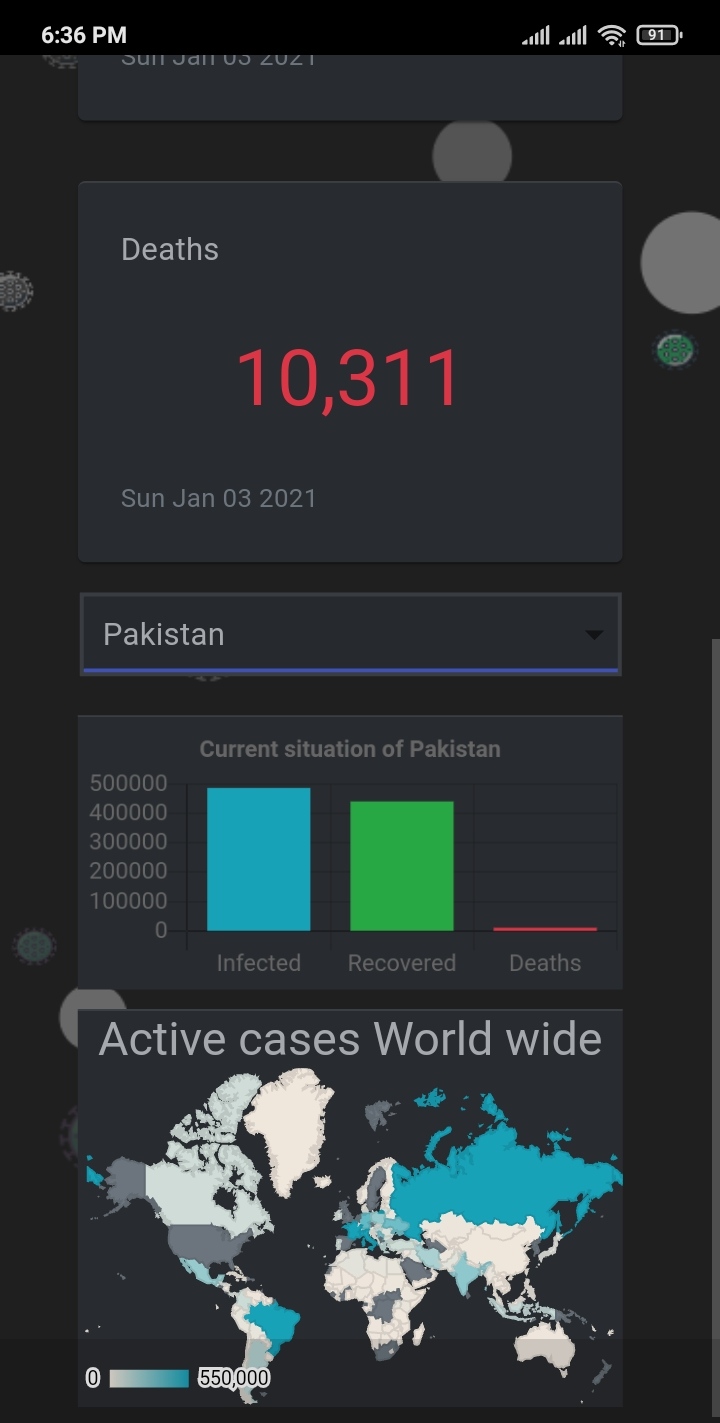 6:36 PM
91
Sun Jan 03 2021
Deaths
10,311
Sun Jan 03 2021
Pakistan
Current situation of Pakistan
500000
400000
300000
200000
100000
0
Infected Recovered Deaths
Active cases World wide
0 550,000